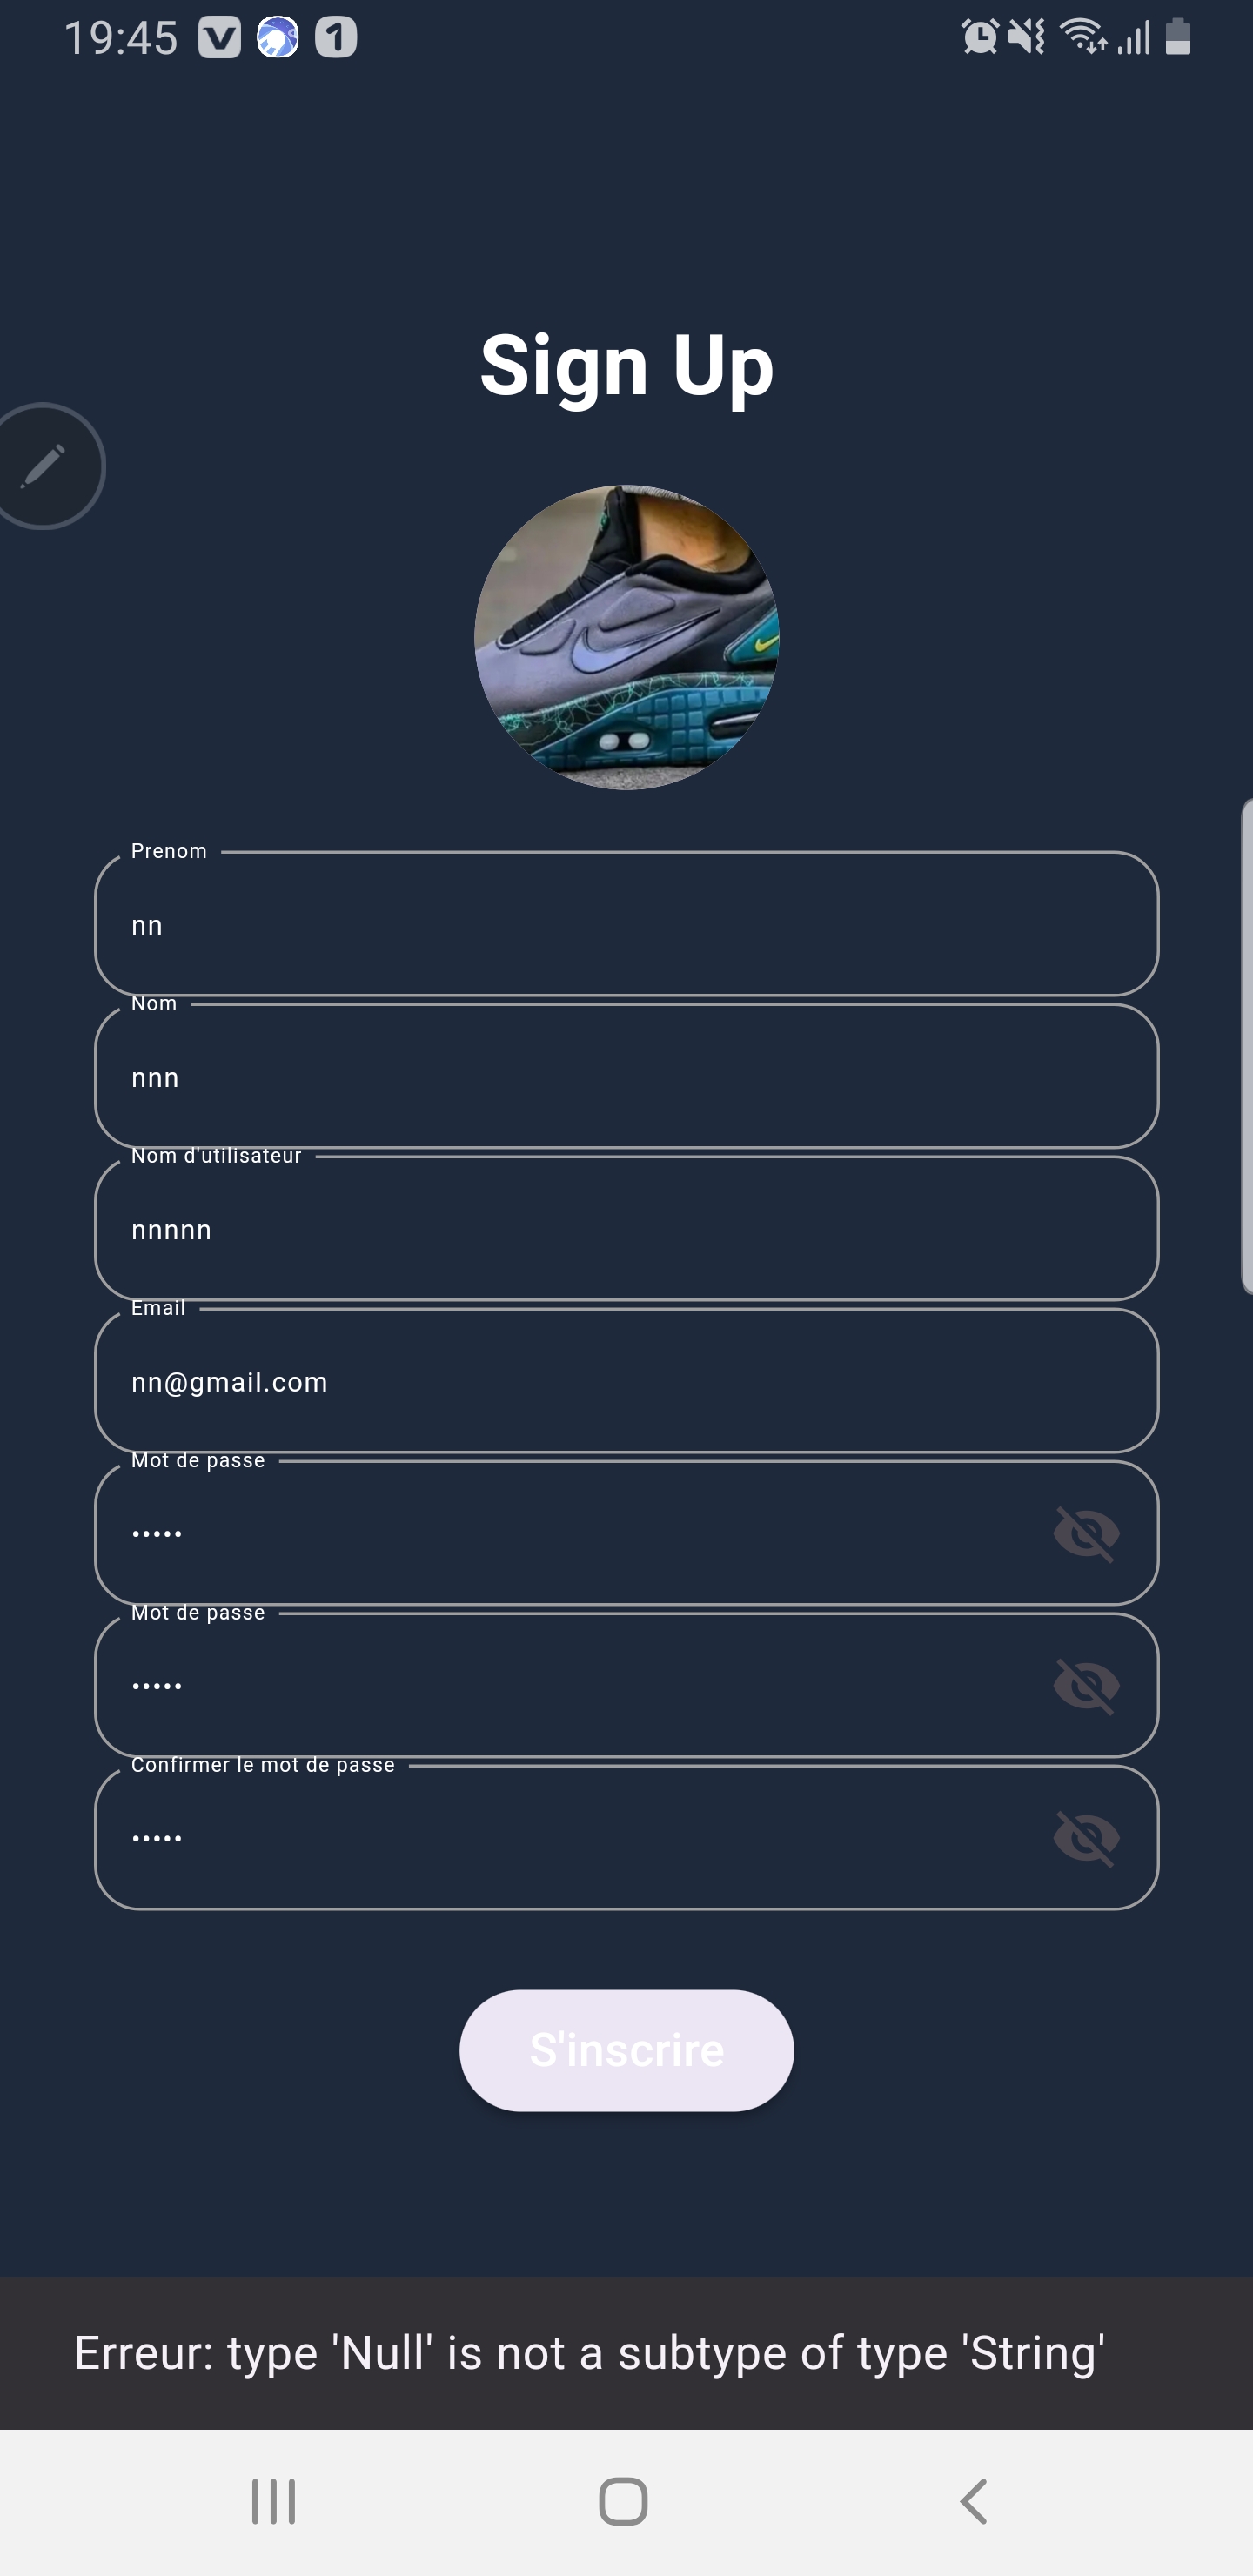 19:45
Sign Up
Prenom
nn
Nom
nnn
Nom d'utilisateur
nnnnn
Email
nn@gmail.com
Mot de passe
•••••
Mot de passe
•••••
Confirmer le mot de passe
•••••
S'inscrire
Erreur: type 'Null' is not a subtype of type 'String'